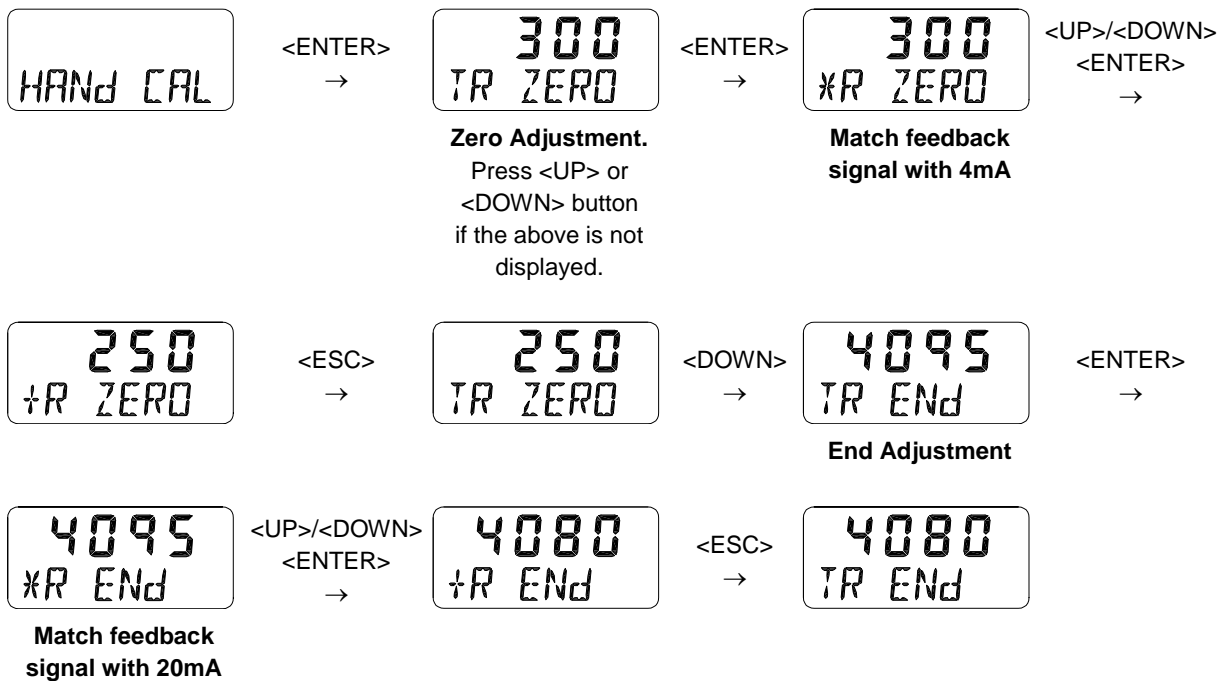 HANd CAL
<ENTER>
→
300
TR ZERO
Zero Adjustment.
Press <UP> or
<DOWN> button
if the above is not
displayed.
<ENTER>
→
300
*R ZERO
Match feedback
signal with 4mA
<UP>/<DOWN>
<ENTER>
→
250
+R ZERO
<ESC>
→
250
TR ZERO
<DOWN>
→
4095
TR ENd
End Adjustment
<ENTER>
→
4095
*R ENd
Match feedback
signal with 20mA
<UP>/<DOWN>
<ENTER>
→
4080
+R ENd
<ESC>
→
4080
TR ENd